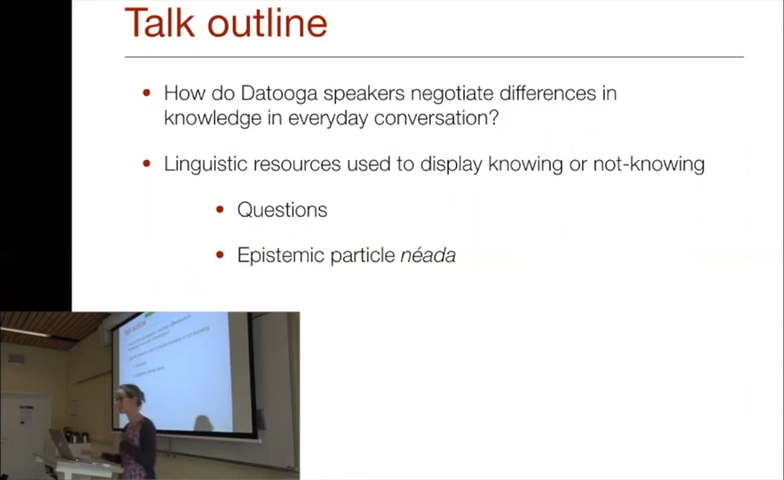 Talk outline
• How do Datooga speakers negotiate differences in
knowledge in everyday conversation?
• Linguistic resources used to display knowing or not-knowing
• Questions
• Epistemic particle néada